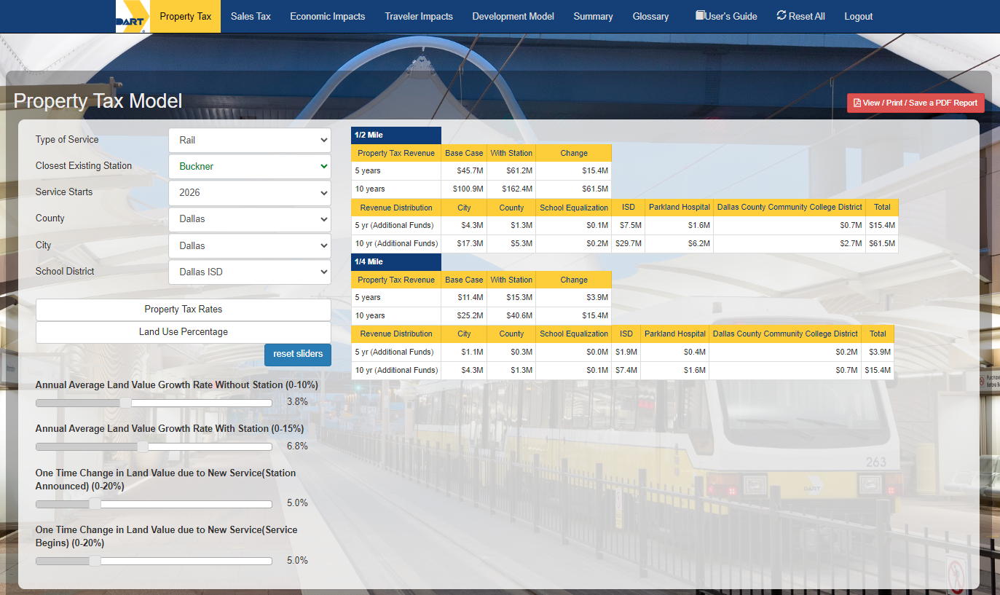 DART Property Tax Sales Tax Economic Impacts Traveler Impacts Development Model Summary Glossary User's Guide Reset All Logout
Property Tax Model
View / Print / Save a PDF Report
Type of Service Rail
Closest Existing Station Buckner
Service Starts 2026
County Dallas
City Dallas
School District Dallas ISD
Property Tax Rates
Land Use Percentage
reset sliders
Annual Average Land Value Growth Rate Without Station (0-10%)
3.8%
Annual Average Land Value Growth Rate With Station (0-15%)
6.8%
One Time Change in Land Value due to New Service(Station
Announced) (0-20%)
5.0%
One Time Change in Land Value due to New Service(Service
Begins) (0-20%)
5.0%
1/2 Mile
Property Tax Revenue Base Case With Station Change
5 years $45.7M $61.2M $15.4M
10 years $100.9M $162.4M $61.5M
Revenue Distribution City County School Equalization ISD Parkland Hospital Dallas County Community College District Total
5 yr (Additional Funds) $4.3M $1.3M $0.1M $7.5M $1.6M $0.7M $15.4M
10 yr (Additional Funds) $17.3M $5.3M $0.2M $29.7M $6.2M $2.7M $61.5M
1/4 Mile
Property Tax Revenue Base Case With Station Change
5 years $11.4M $15.3M $3.9M
10 years $25.2M $40.6M $15.4M
Revenue Distribution City County School Equalization ISD Parkland Hospital Dallas County Community College District Total
5 yr (Additional Funds) $1.1M $0.3M $0.0M $1.9M $0.4M $0.2M $3.9M
10 yr (Additional Funds) $4.3M $1.3M $0.1M $7.4M $1.6M $0.7M $15.4M
263
DART